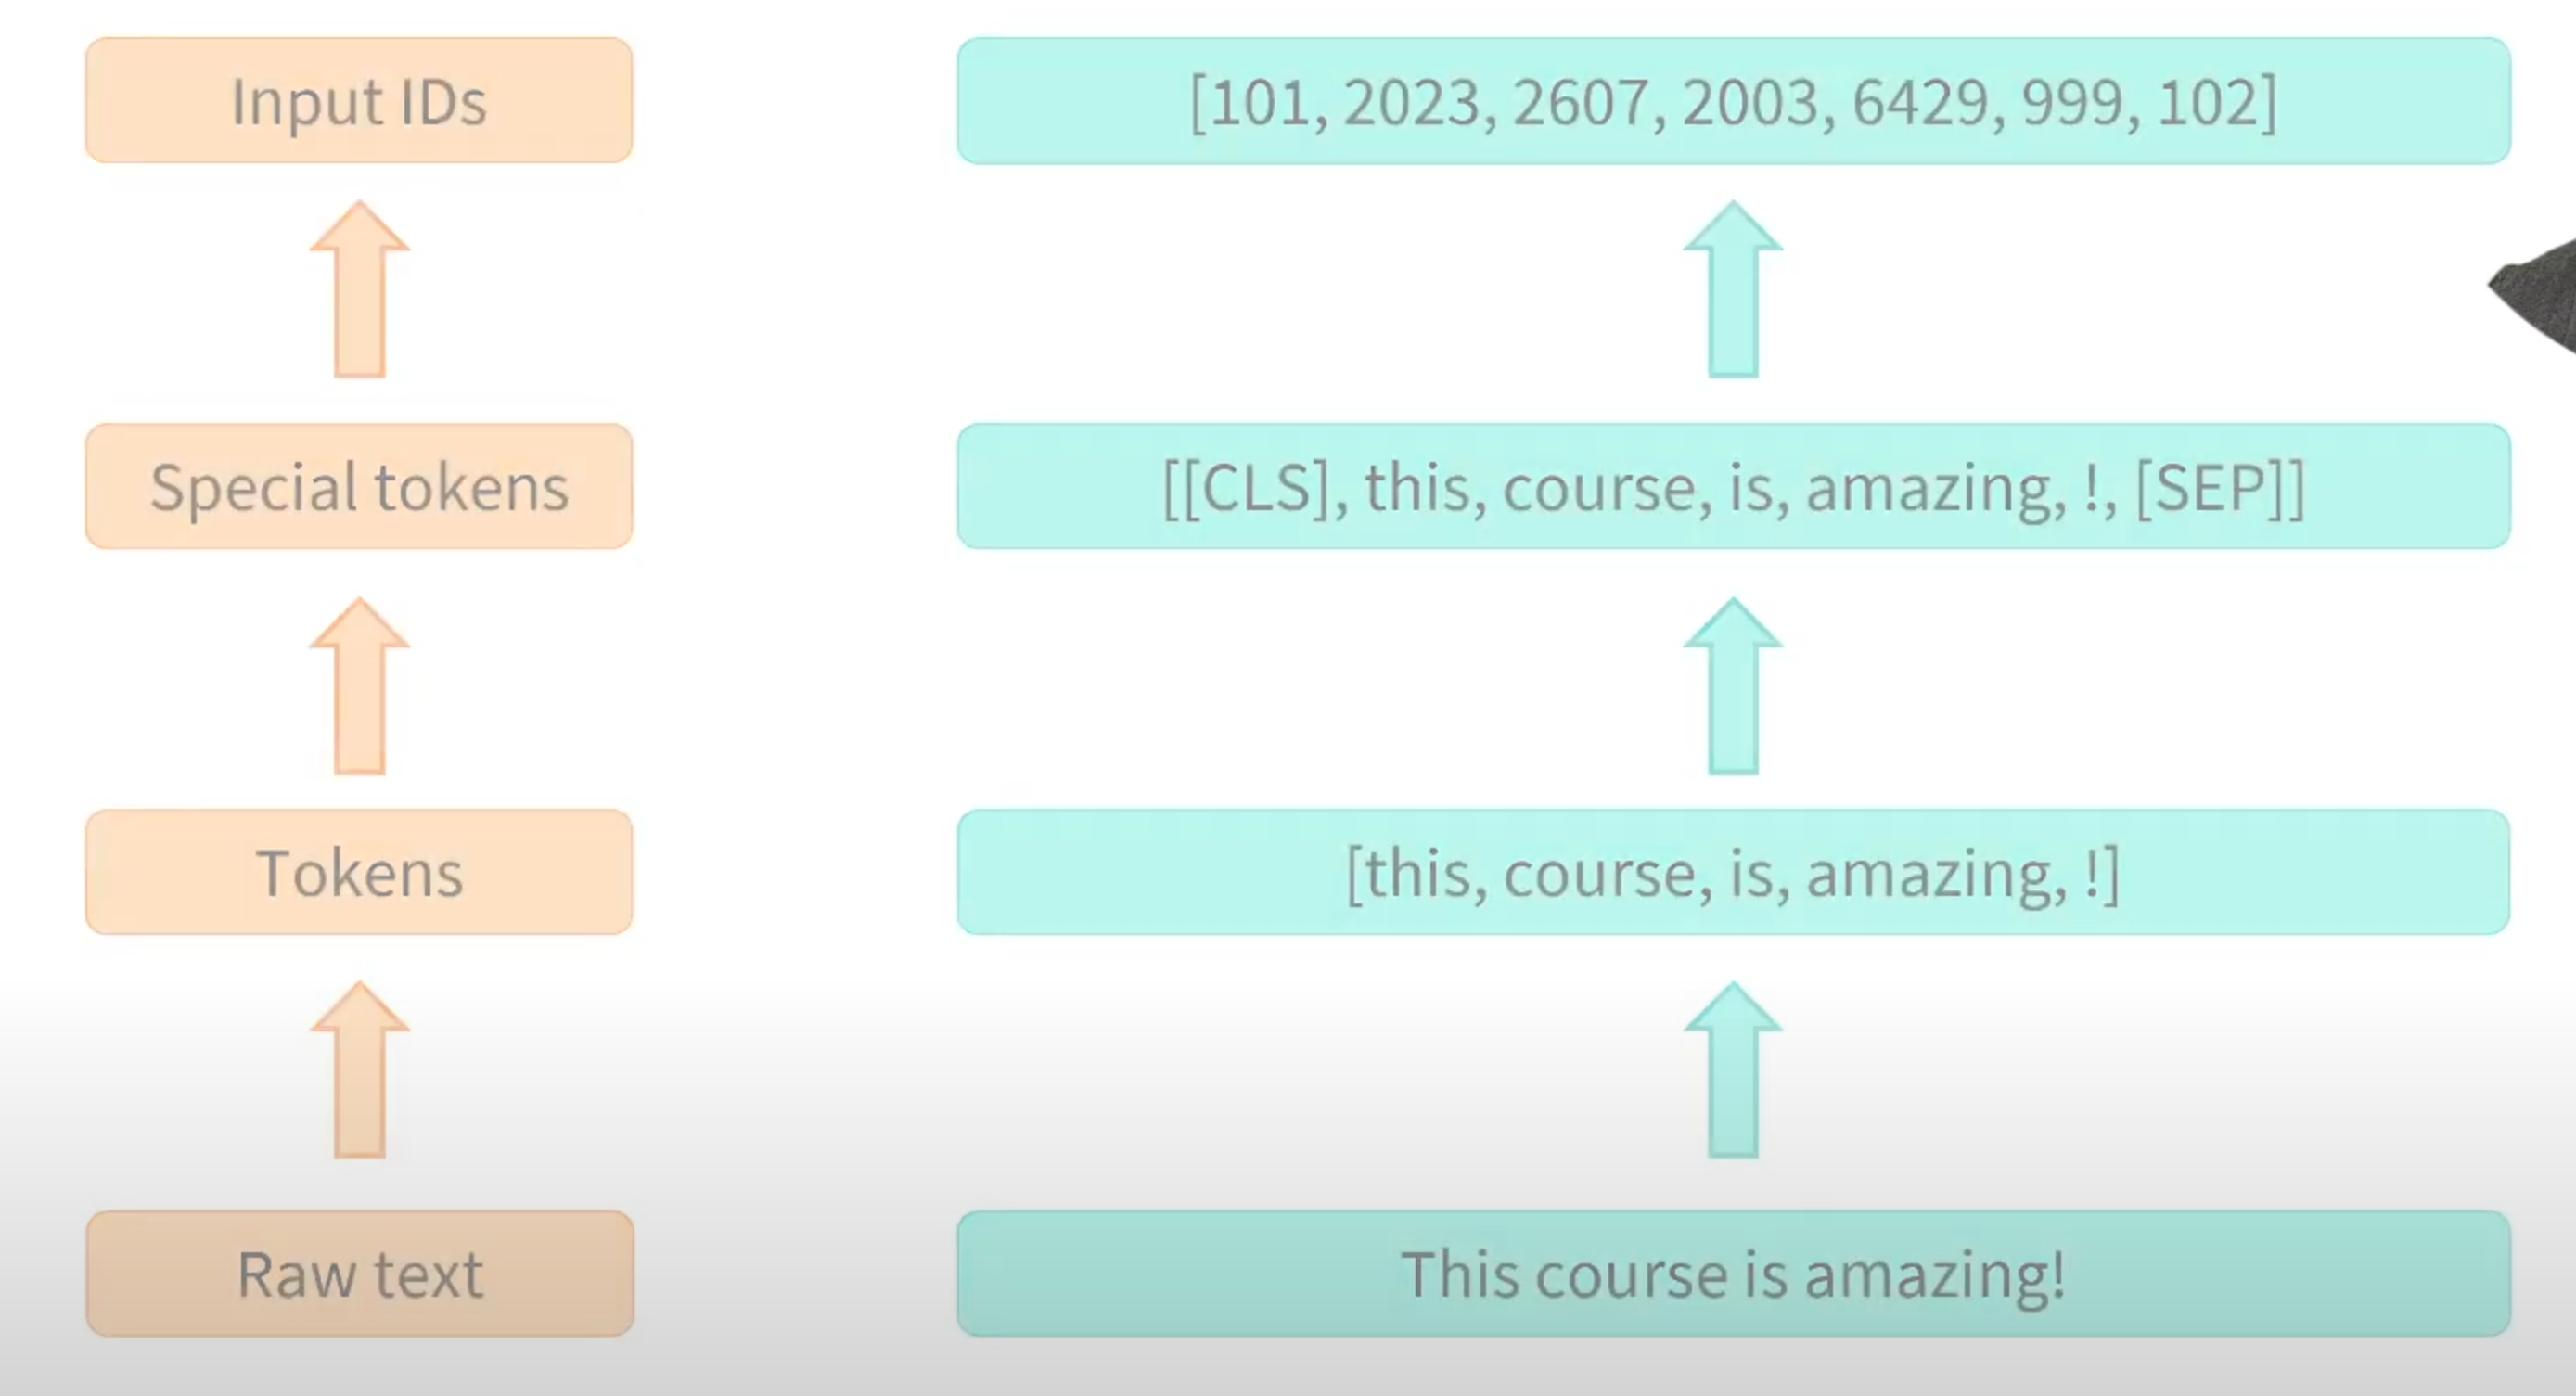 Input IDs
[101, 2023, 2607, 2003, 6429, 999, 102]
Special tokens
[[CLS], this, course, is, amazing, !, [SEP]]
Tokens
[this, course, is, amazing, !]
Raw text
This course is amazing!